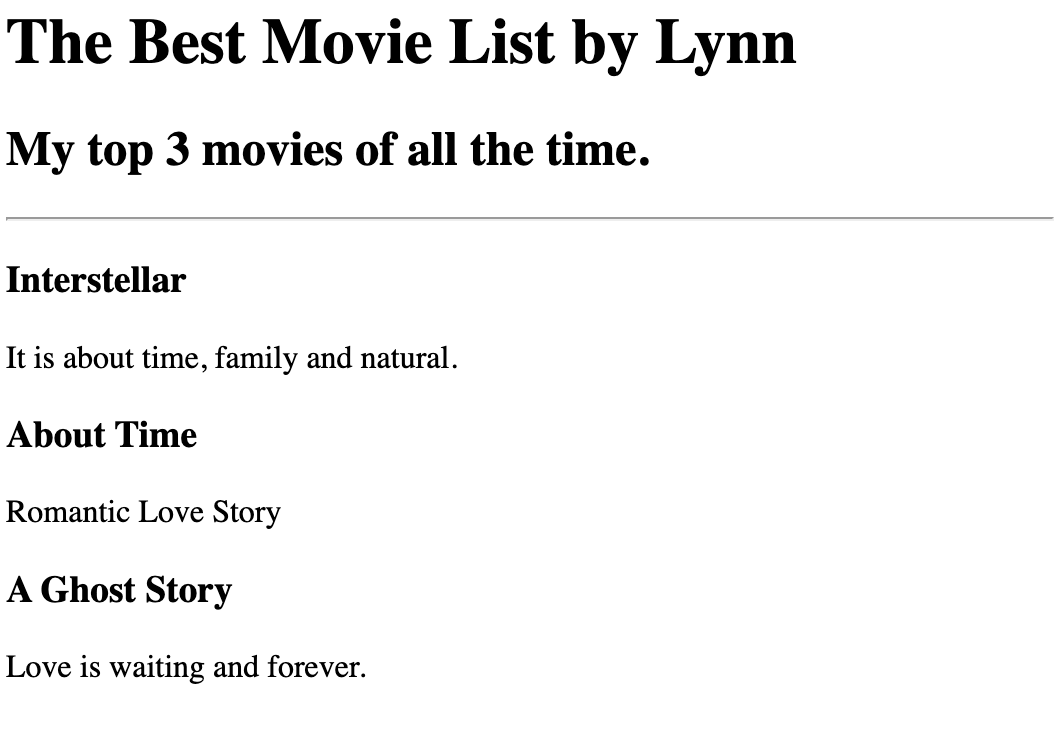 The Best Movie List by Lynn
My top 3 movies of all the time.
Interstellar
It is about time, family and natural.
About Time
Romantic Love Story
A Ghost Story
Love is waiting and forever.